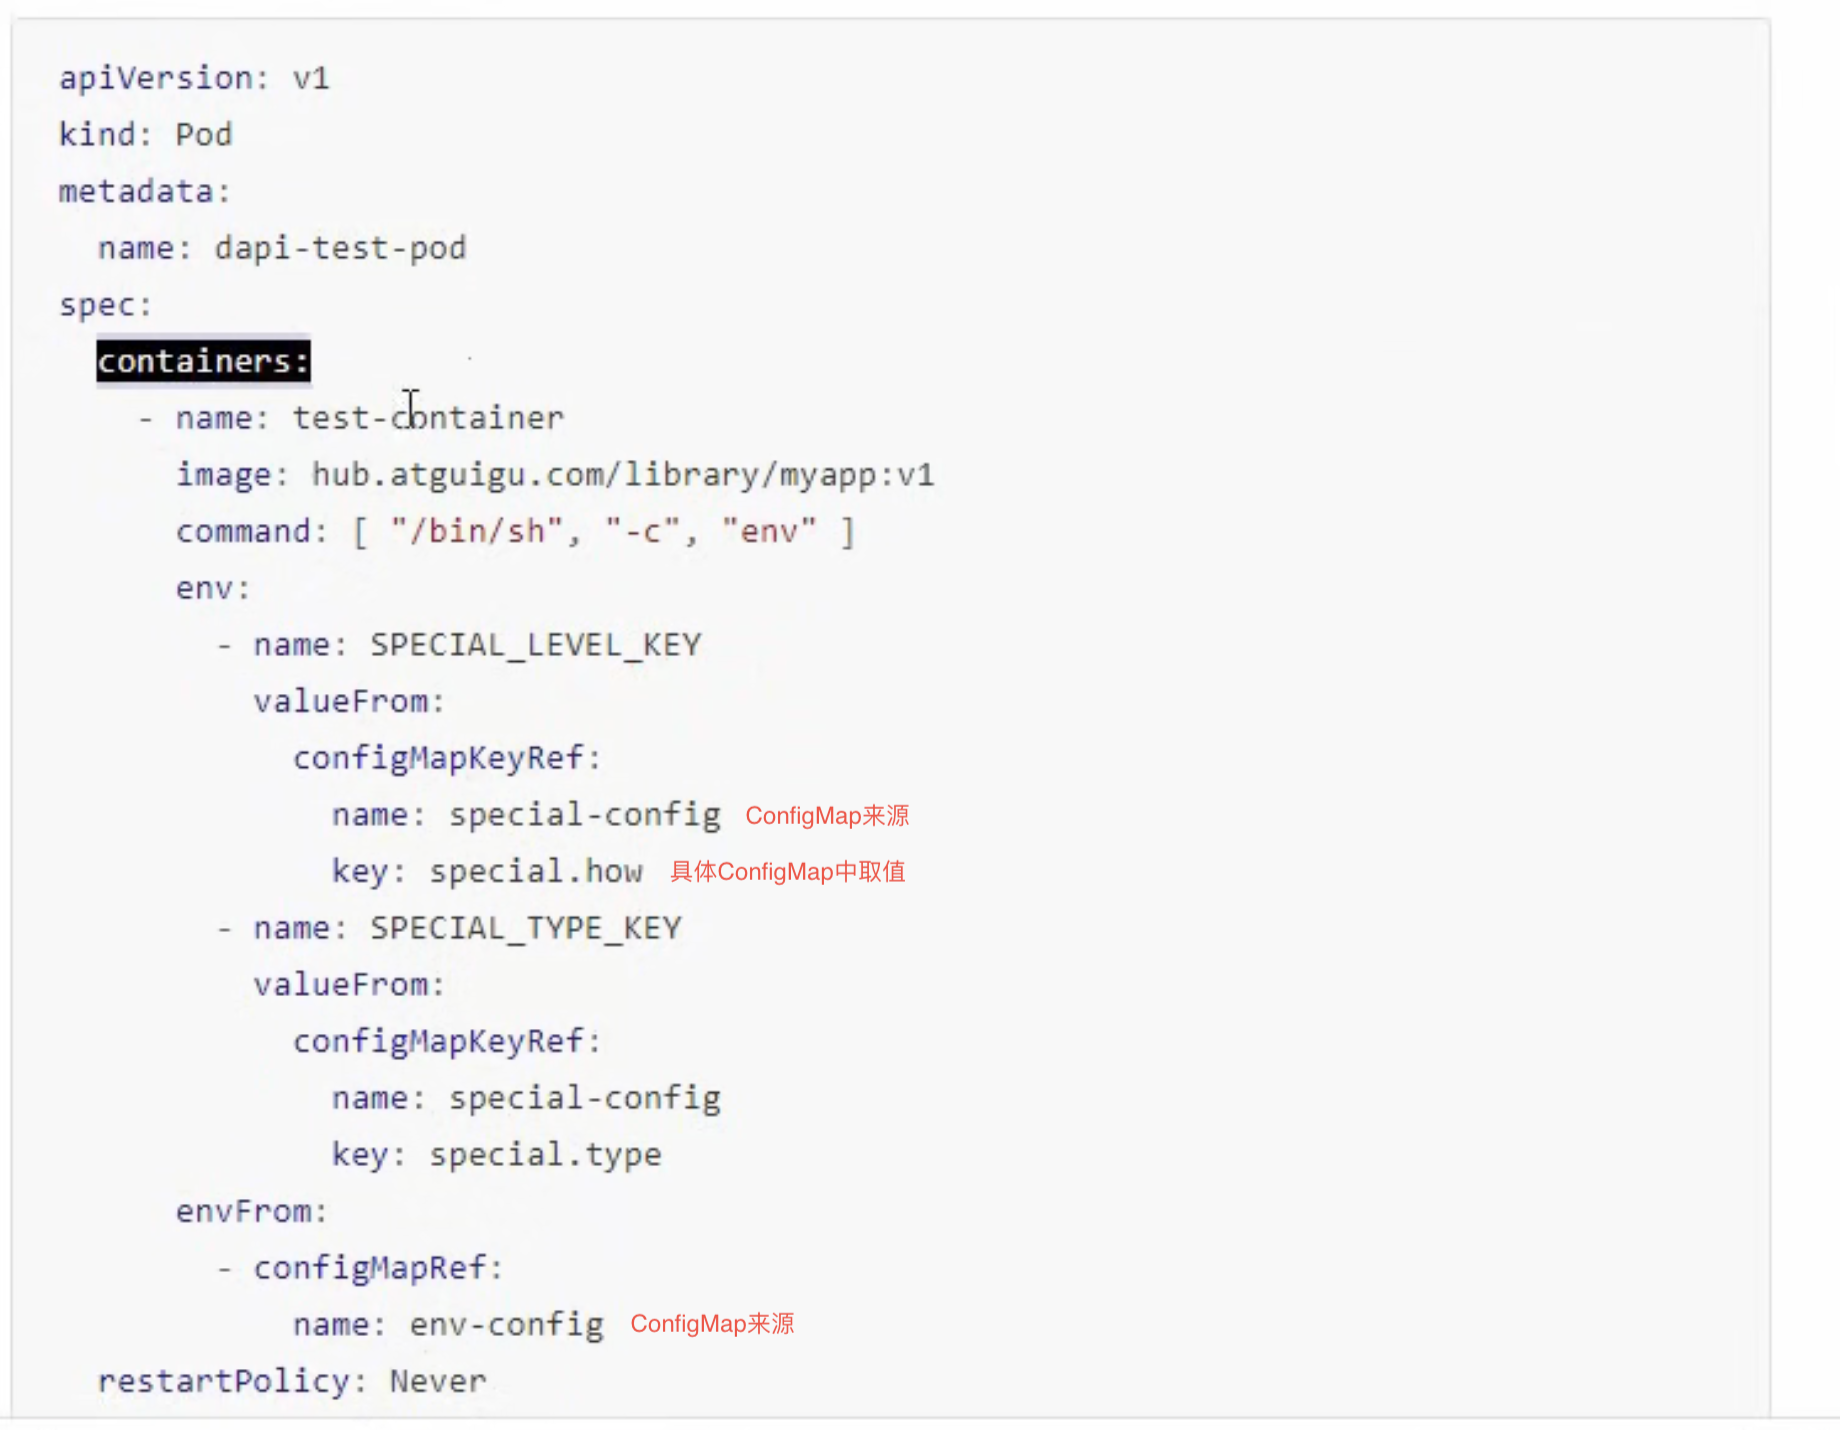 apiVersion: v1
kind: Pod
metadata:
  name: dapi-test-pod
spec:
  containers:
    - name: test-container
      image: hub.atguigu.com/library/myapp:v1
      command: [ "/bin/sh", "-c", "env" ]
      env:
        - name: SPECIAL_LEVEL_KEY
          valueFrom:
            configMapKeyRef:
              name: special-config ConfigMap来源
              key: special.how 具体ConfigMap中取值
        - name: SPECIAL_TYPE_KEY
          valueFrom:
            configMapKeyRef:
              name: special-config
              key: special.type
      envFrom:
        - configMapRef:
            name: env-config ConfigMap来源
  restartPolicy: Never